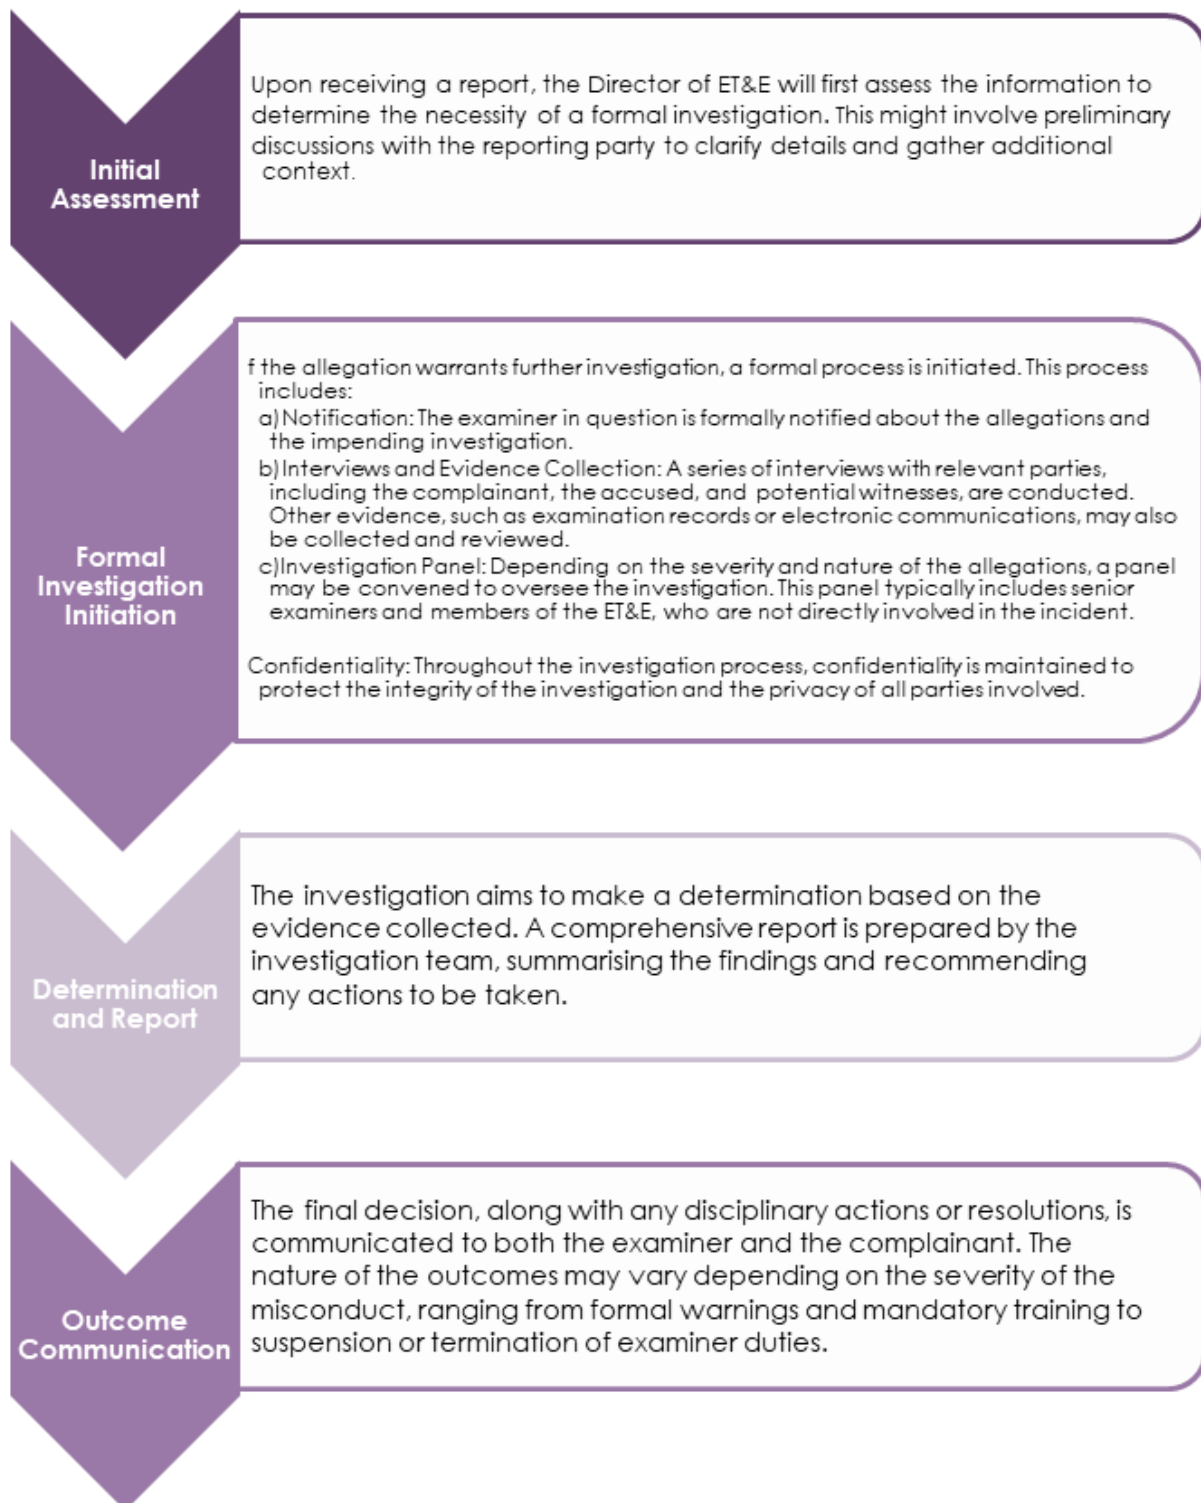 Initial
Assessment
Upon receiving a report, the Director of ET&E will first assess the information to
determine the necessity of a formal investigation. This might involve preliminary
discussions with the reporting party to clarify details and gather additional
context.
Formal
Investigation
Initiation
f the allegation warrants further investigation, a formal process is initiated. This process
includes:
a) Notification: The examiner in question is formally notified about the allegations and
the impending investigation.
b) Interviews and Evidence Collection: A series of interviews with relevant parties,
including the complainant, the accused, and potential witnesses, are conducted.
Other evidence, such as examination records or electronic communications, may also
be collected and reviewed.
c)Investigation Panel: Depending on the severity and nature of the allegations, a panel
may be convened to oversee the investigation. This panel typically includes senior
examiners and members of the ET&E, who are not directly involved in the incident.
Confidentiality: Throughout the investigation process, confidentiality is maintained to
protect the integrity of the investigation and the privacy of all parties involved.
Determination
and Report
The investigation aims to make a determination based on the
evidence collected. A comprehensive report is prepared by the
investigation team, summarising the findings and recommending
any actions to be taken.
Outcome
Communication
The final decision, along with any disciplinary actions or resolutions, is
communicated to both the examiner and the complainant. The
nature of the outcomes may vary depending on the severity of the
misconduct, ranging from formal warnings and mandatory training to
suspension or termination of examiner duties.